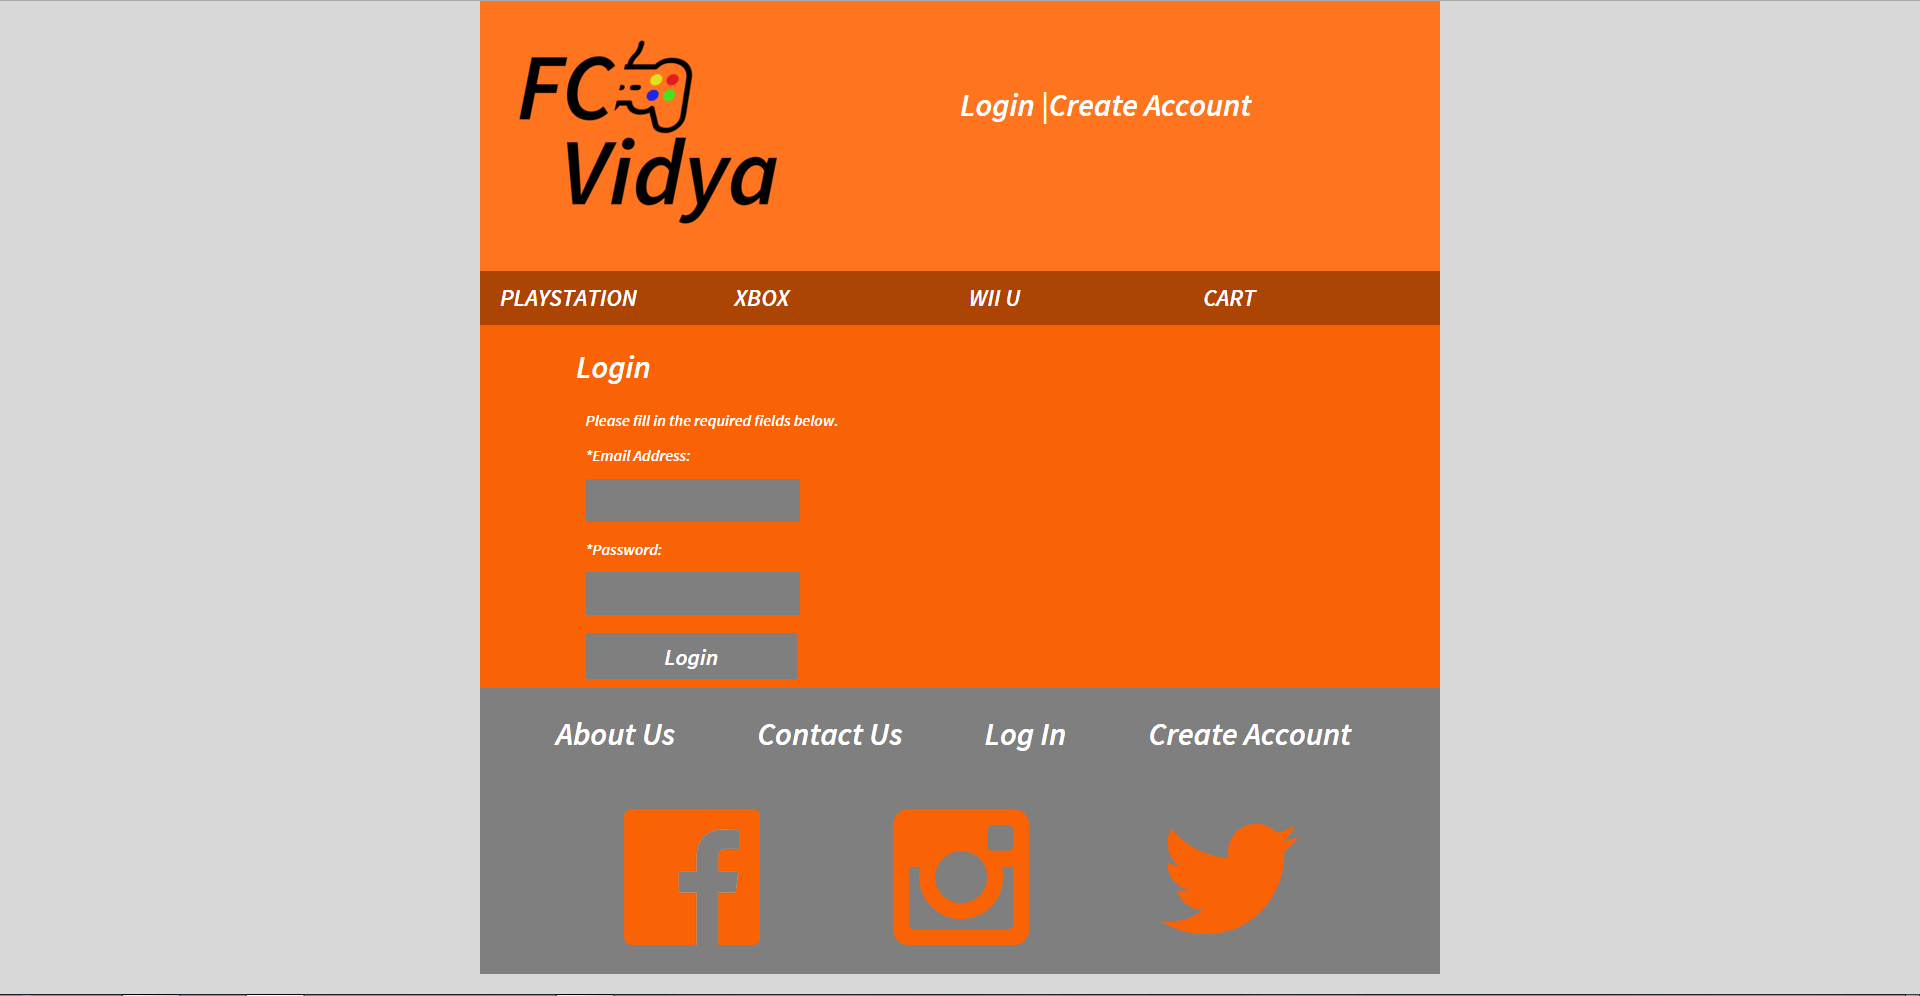 FC
Vidya
Login |Create Account
PLAYSTATION XBOX WII U CART
Login
Please fill in the required fields below.
*Email Address:
*Password:
Login
About Us Contact Us Log In Create Account